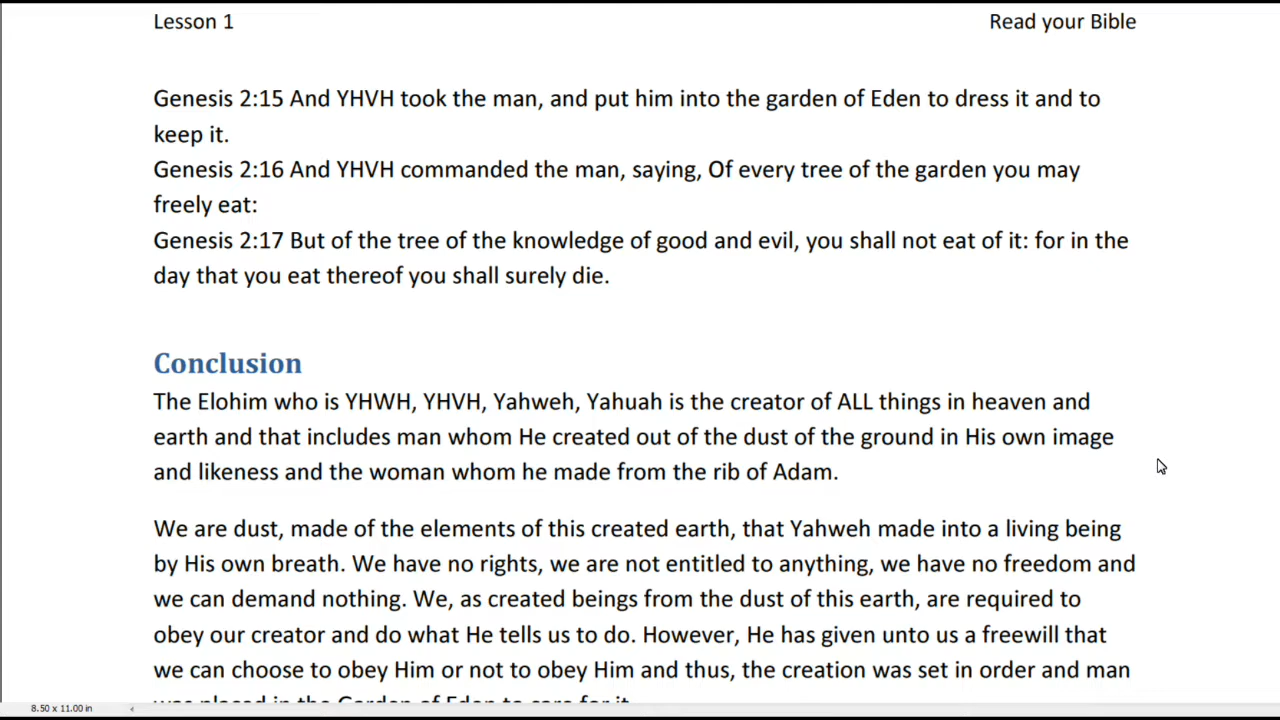 Lesson 1 Read your Bible
Genesis 2:15 And YHVH took the man, and put him into the garden of Eden to dress it and to
keep it.
Genesis 2:16 And YHVH commanded the man, saying, Of every tree of the garden you may
freely eat:
Genesis 2:17 But of the tree of the knowledge of good and evil, you shall not eat of it: for in the
day that you eat thereof you shall surely die.
Conclusion
The Elohim who is YHWH, YHVH, Yahweh, Yahuah is the creator of ALL things in heaven and
earth and that includes man whom He created out of the dust of the ground in His own image
and likeness and the woman whom he made from the rib of Adam.
We are dust, made of the elements of this created earth, that Yahweh made into a living being
by His own breath. We have no rights, we are not entitled to anything, we have no freedom and
we can demand nothing. We, as created beings from the dust of this earth, are required to
obey our creator and do what He tells us to do. However, He has given unto us a freewill that
we can choose to obey Him or not to obey Him and thus, the creation was set in order and man
was placed in the Garden of Eden to care for it.
8.50 x 11.00 in